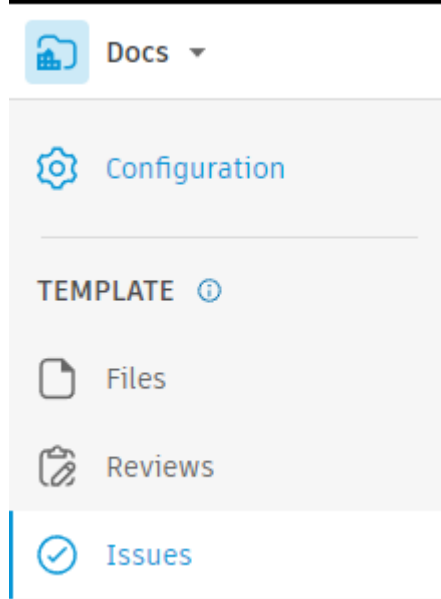 Docs
Configuration
TEMPLATE
Files
Reviews
Issues